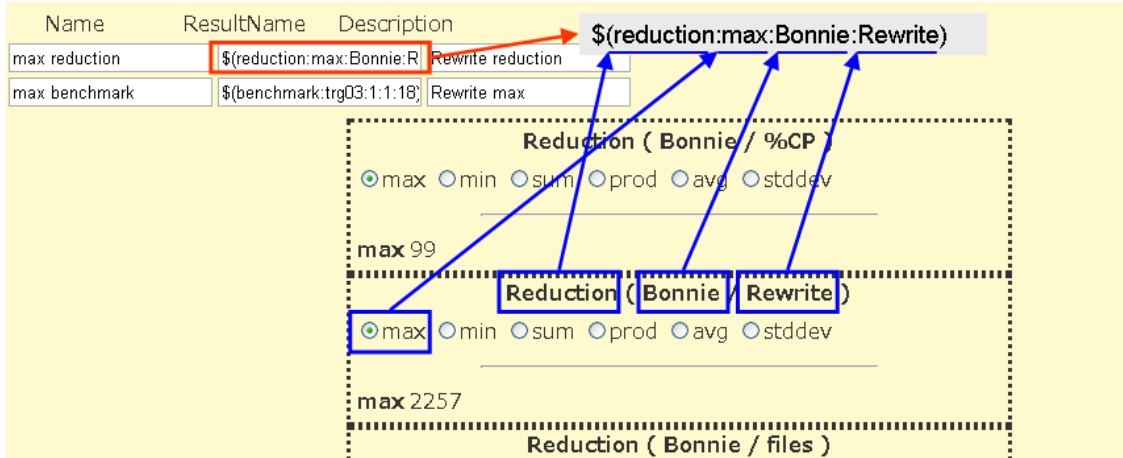 Name ResultName Description
$(reduction:max:Bonnie:Rewrite)
max reduction $(reduction:max:Bonnie:R Rewrite reduction
max benchmark $(benchmark:trg03:1:1:18) Rewrite max
Reduction ( Bonnie / %CP )
max min sum prod avg stddev
max 99
Reduction ( Bonnie / Rewrite )
max min sum prod avg stddev
max 2257
Reduction ( Bonnie / files )